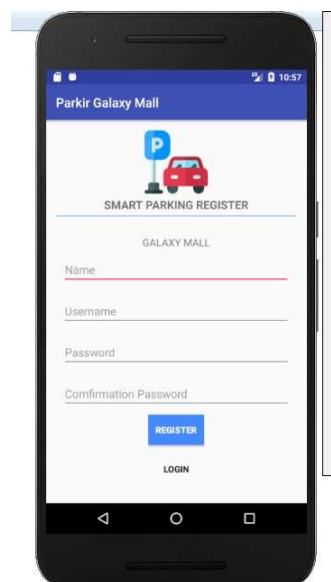 10:57
Parkir Galaxy Mall
P
SMART PARKING REGISTER
GALAXY MALL
Name
Username
Password
Comfirmation Password
REGISTER
LOGIN